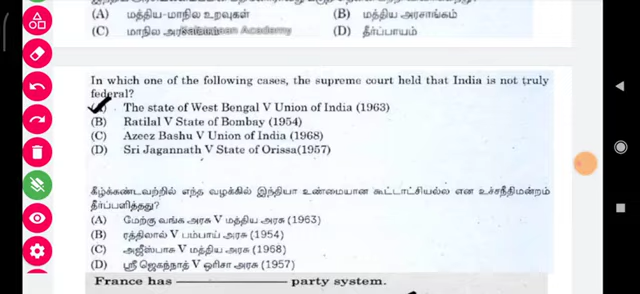 (A) மத்திய-மாநில உறவுகள் (B) மத்திய அரசாங்கம்
(C) மாநில அரசாங்கம் Academy (D) தீர்ப்பாயம்
In which one of the following cases, the supreme court held that India is not truly
federal?
The state of West Bengal V Union of India (1963)
(B) Ratilal V State of Bombay (1954)
(C) Azeez Bashu V Union of India (1968)
(D) Sri Jagannath V State of Orissa(1957)
கீழ்க்கண்டவற்றில் எந்த வழக்கில் இந்தியா உண்மையான கூட்டாட்சியல்ல என உச்சநீதிமன்றம்
தீர்ப்பளித்தது?
(A) மேற்கு வங்க அரசு V மத்திய அரசு (1963)
(B) ரத்திலால் V பம்பாய் அரசு (1954)
(C) அஜீஸ்பாசு V மத்திய அரசு (1968)
(D) ஸ்ரீ ஜெகந்நாத் V ஒரிசா அரசு (1957)
France has ——— party system.